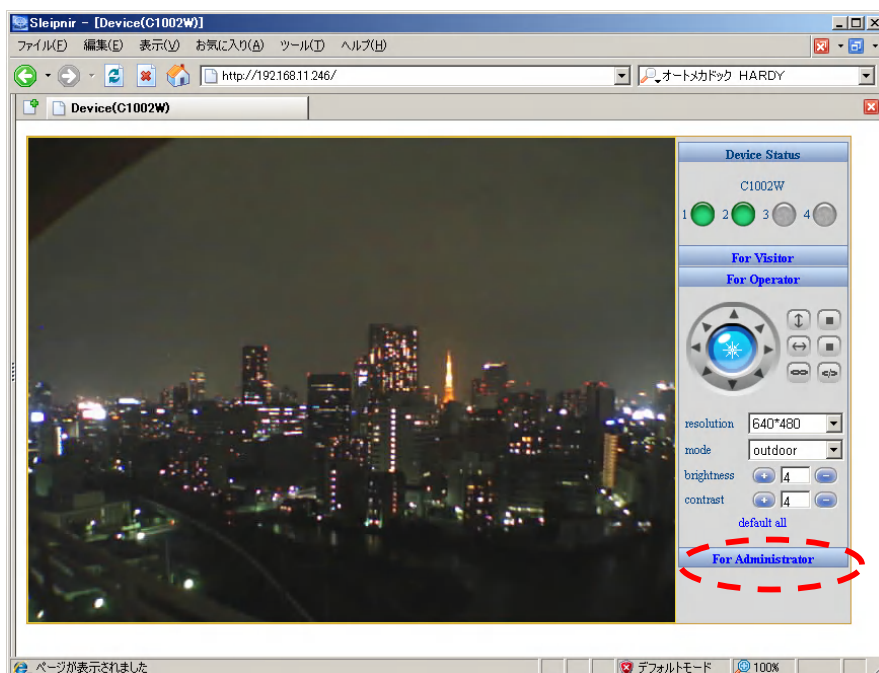 Sleipnir - [Device(C1002W)]
ファイル(F) 編集(E) 表示(V) お気に入り(A) ツール(T) ヘルプ(H)
http://192.168.11.246/
オートメカドック HARDY
Device(C1002W)
Device Status
C1002W
1 2 3 4
For Visitor
For Operator
resolution 640*480
mode outdoor
brightness 4
contrast 4
default all
For Administrator
ページが表示されました デフォルトモード 100%